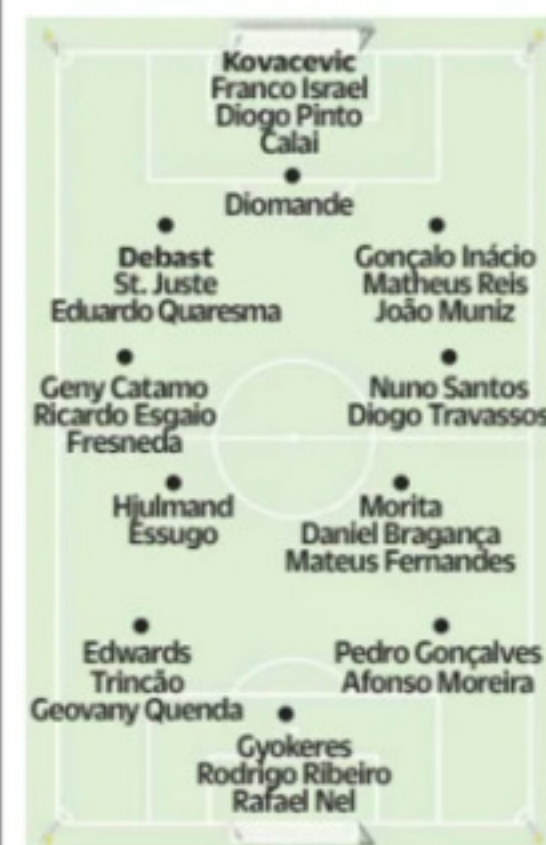 Kovacevic
Franco Israel
Diogo Pinto
Calai
Diomande
Debast
St. Juste
Eduardo Quaresma
Gonçalo Inácio
Matheus Reis
João Muniz
Geny Catamo
Ricardo Esgaio
Fresneda
Nuno Santos
Diogo Travassos
Hjulmand
Essugo
Morita
Daniel Bragança
Mateus Fernandes
Edwards
Trincão
Geovany Quenda
Pedro Gonçalves
Afonso Moreira
Gyokeres
Rodrigo Ribeiro
Rafael Nel